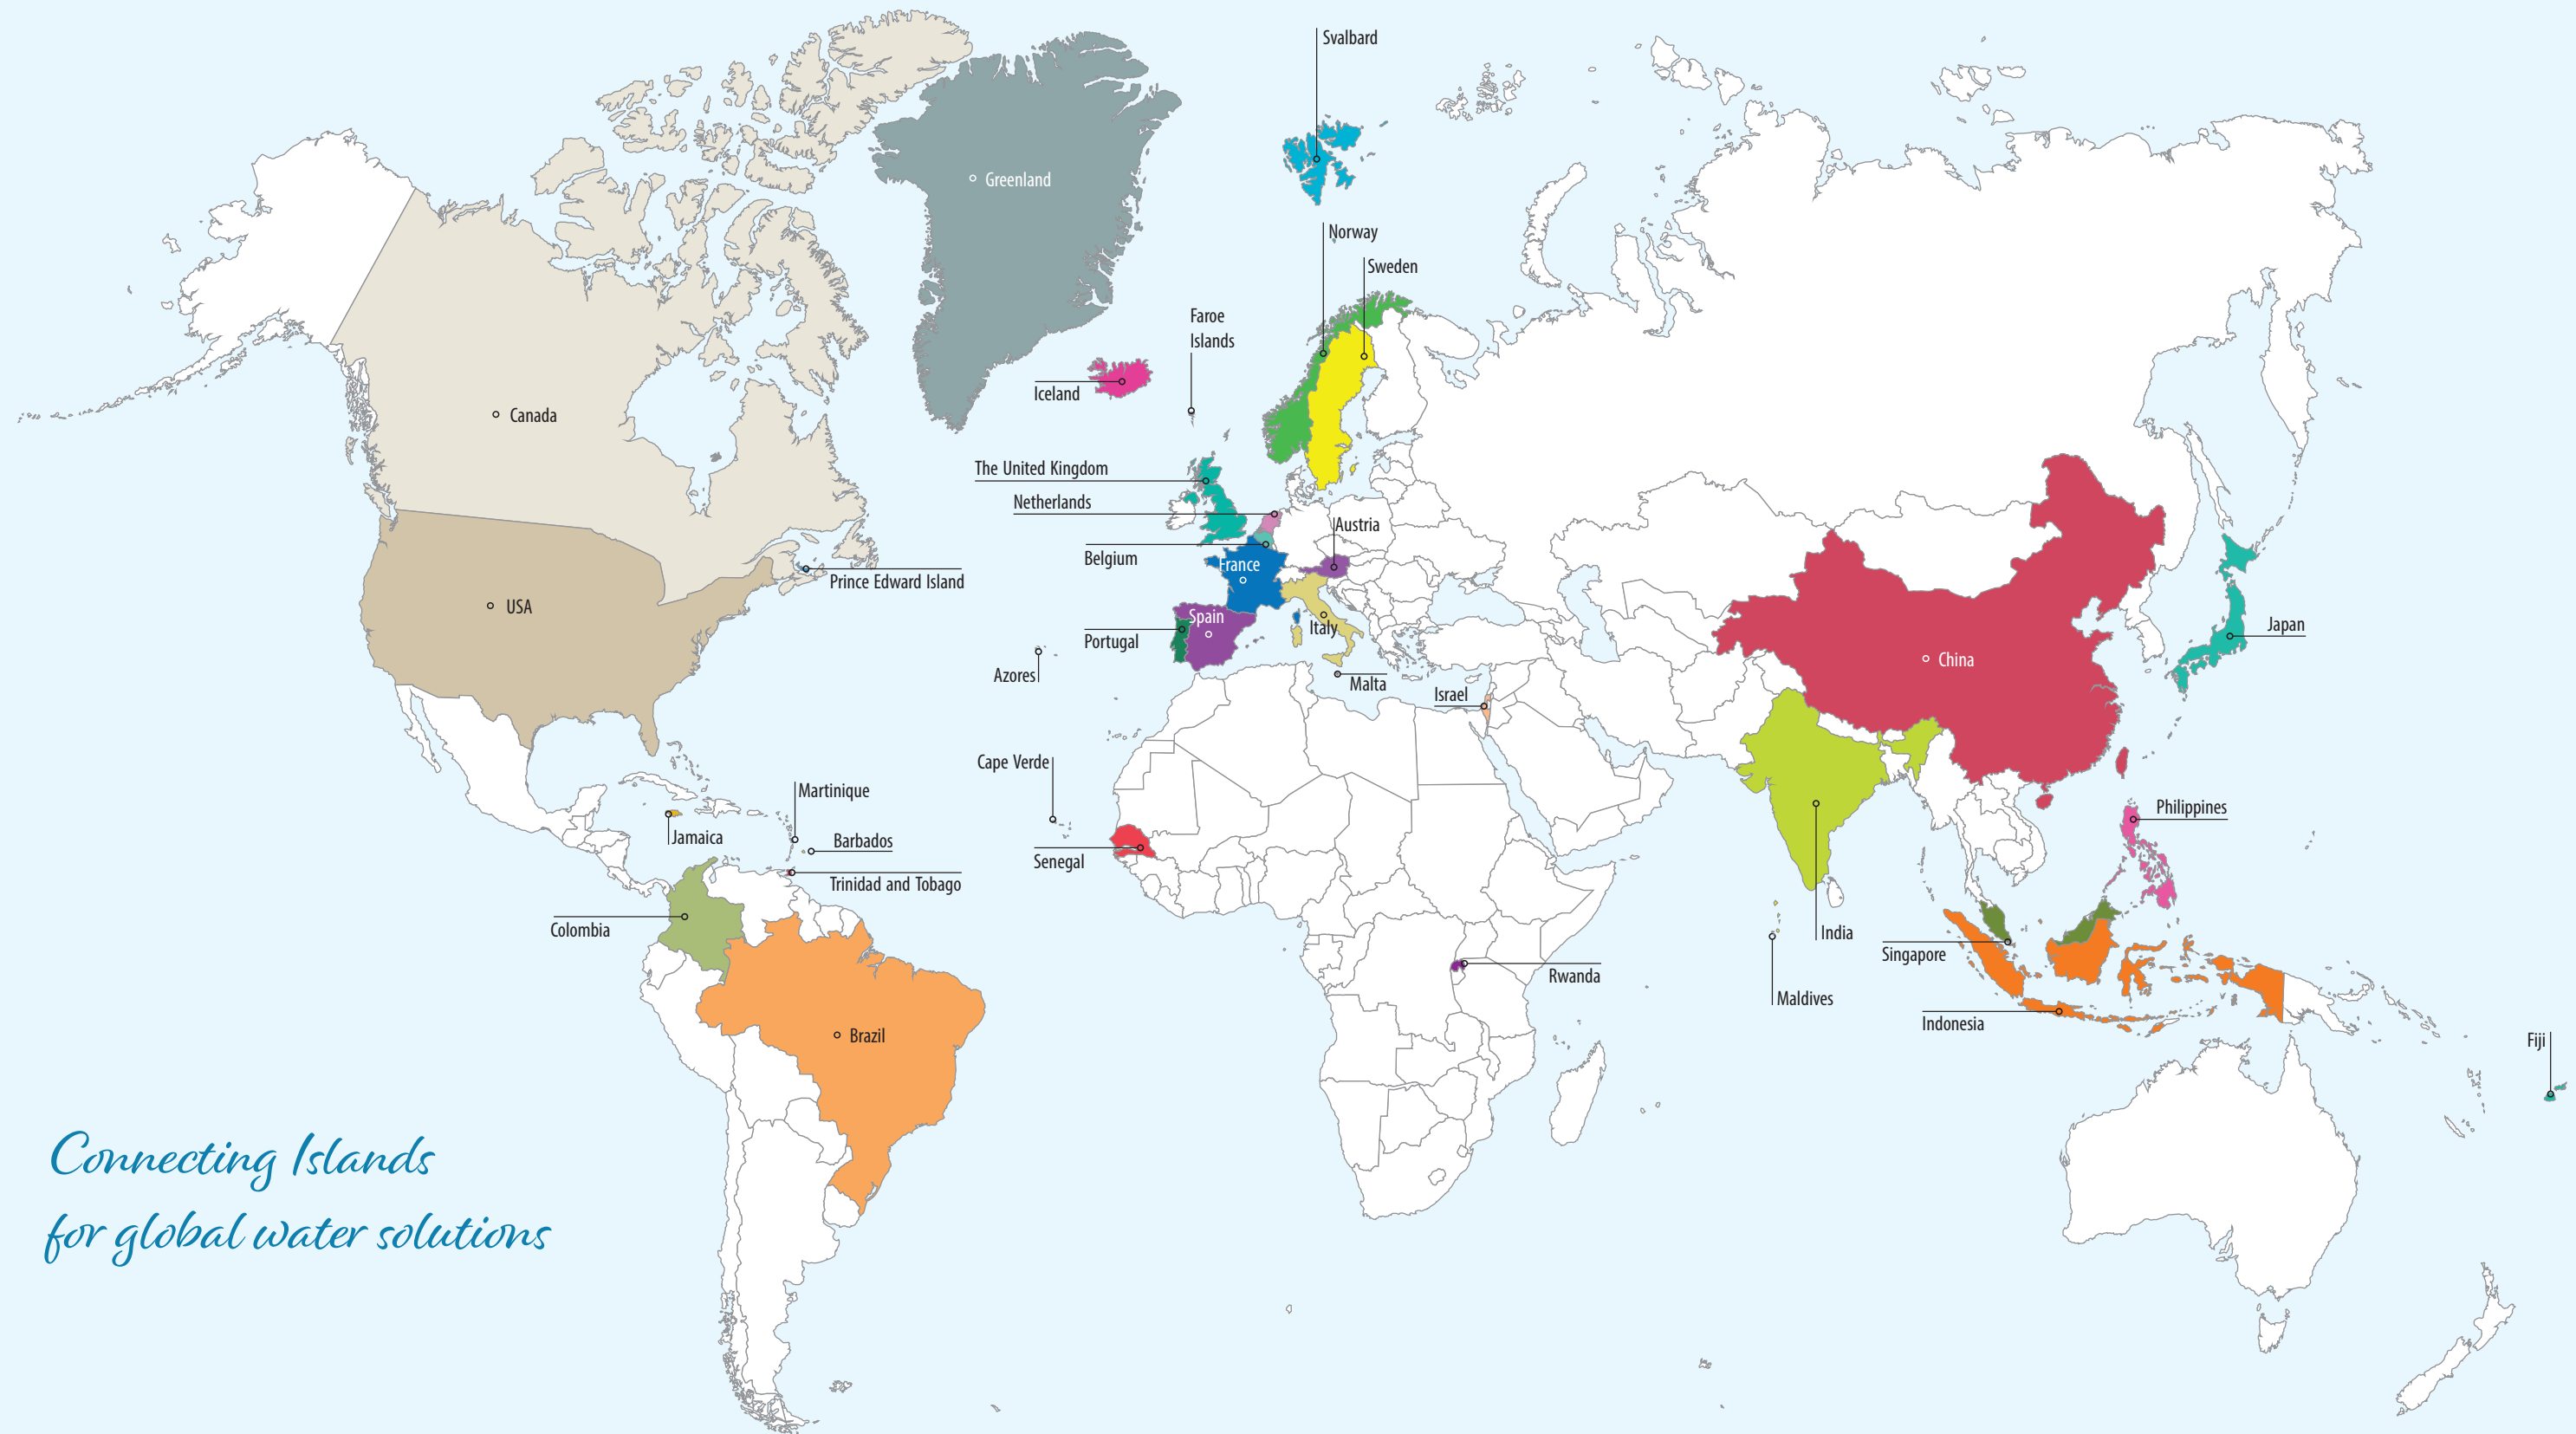 Svalbard
Greenland
Norway
Sweden
Faroe
Islands
Iceland
Canada
The United Kingdom
Netherlands
Austria
Belgium
France
Prince Edward Island
USA
Spain
Italy
Portugal
Azores
Malta
Israel
Japan
China
Cape Verde
Martinique
Jamaica
Barbados
Senegal
Trinidad and Tobago
Philippines
Colombia
India
Singapore
Rwanda
Maldives
Indonesia
Brazil
Fiji
Connecting Islands
for global water solutions